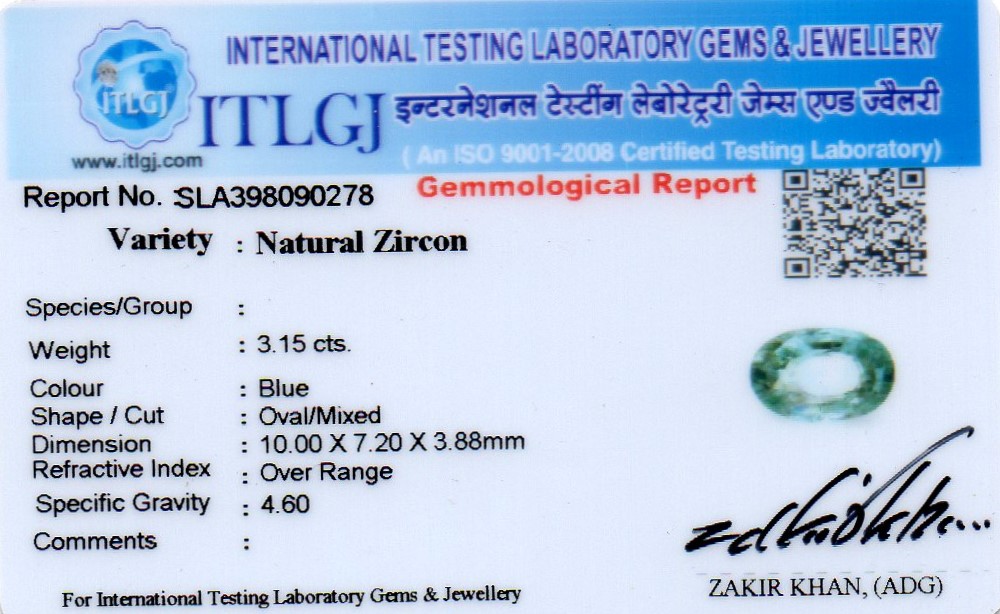 INTERNATIONAL TESTING LABORATORY GEMS & JEWELLERY
ITLGJ
ITLGJ इन्टरनेशनल टेस्टींग लेबोरेट्ररी जेम्स एण्ड ज्वैलरी
www.itlgj.com
( An ISO 9001-2008 Certified Testing Laboratory)
Gemmological Report
Report No. :SLA398090278
Variety : Natural Zircon
Species/Group :
Weight : 3.15 cts.
Colour : Blue
Shape / Cut : Oval/Mixed
Dimension : 10.00 X 7.20 X 3.88mm
Refractive Index : Over Range
Specific Gravity : 4.60
Comments :
ZAKIR KHAN, (ADG)
For International Testing Laboratory Gems & Jewellery